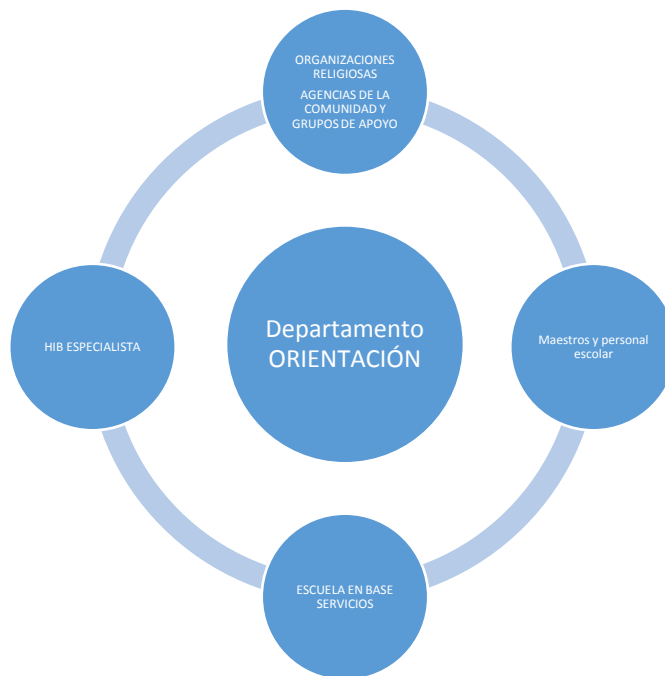 ORGANIZACIONES
RELIGIOSAS
AGENCIAS DE LA
COMUNIDAD Y
GRUPOS DE APOYO
HIB ESPECIALISTA
Departamento
ORIENTACIÓN
Maestros y personal
escolar
ESCUELA EN BASE
SERVICIOS